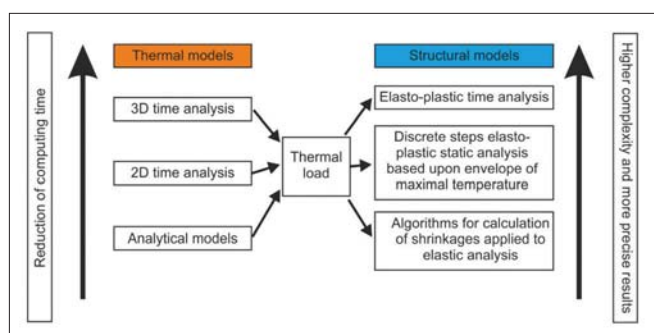 Reduction of computing time
Thermal models
3D time analysis
2D time analysis
Analytical models
Thermal
load
Structural models
Elasto-plastic time analysis
Discrete steps elasto-
plastic static analysis
based upon envelope of
maximal temperature
Algorithms for calculation
of shrinkages applied to
elastic analysis
Higher complexity and more precise results